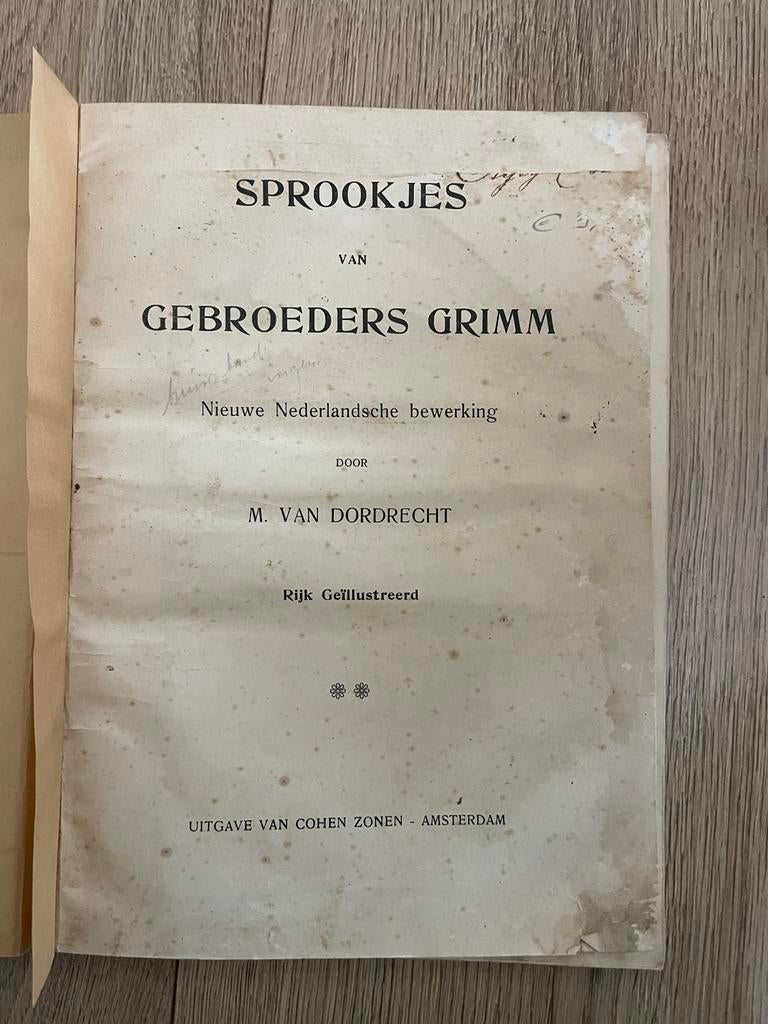 SPROOKJES
VAN
GEBROEDERS GRIMM
Nieuwe Nederlandsche bewerking
DOOR
M. VAN DORDRECHT
Rijk Geïllustreerd
UITGAVE VAN COHEN ZONEN - AMSTERDAM